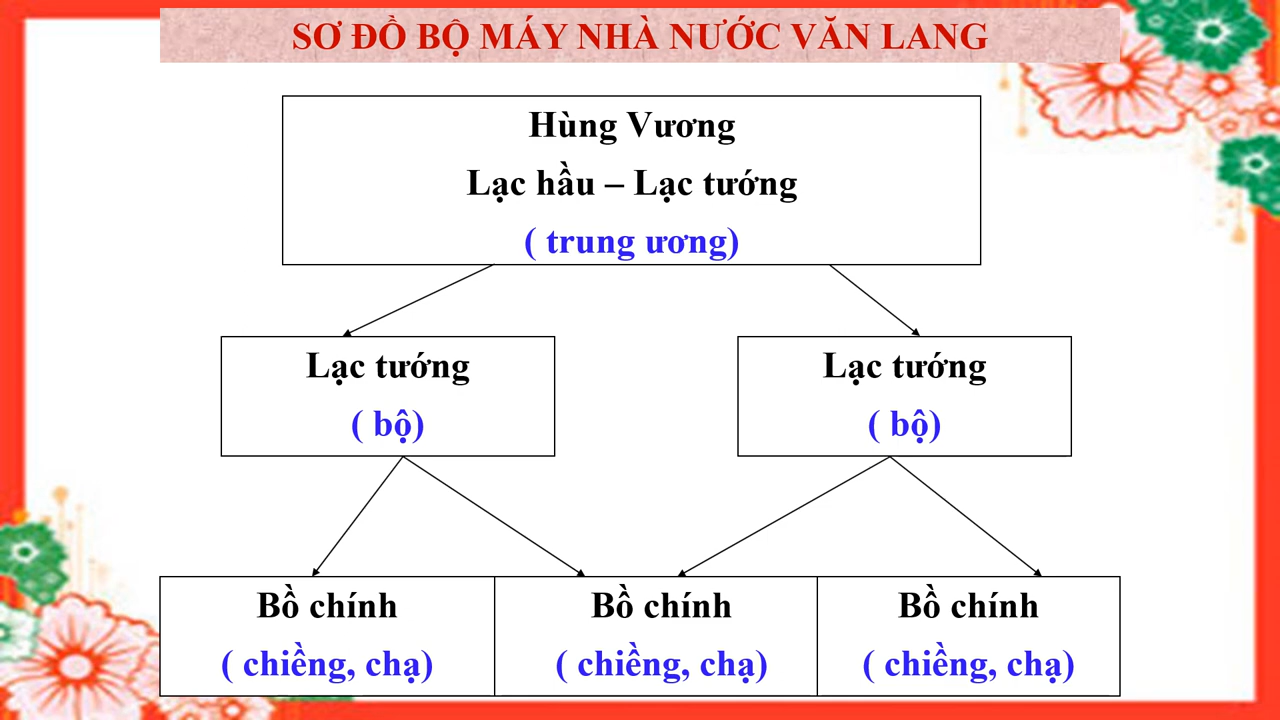 SƠ ĐỒ BỘ MÁY NHÀ NƯỚC VĂN LANG
Hùng Vương
Lạc hầu – Lạc tướng
( trung ương)
Lạc tướng
( bộ)
Lạc tướng
( bộ)
Bồ chính
( chiềng, chạ)
Bồ chính
( chiềng, chạ)
Bồ chính
( chiềng, chạ)